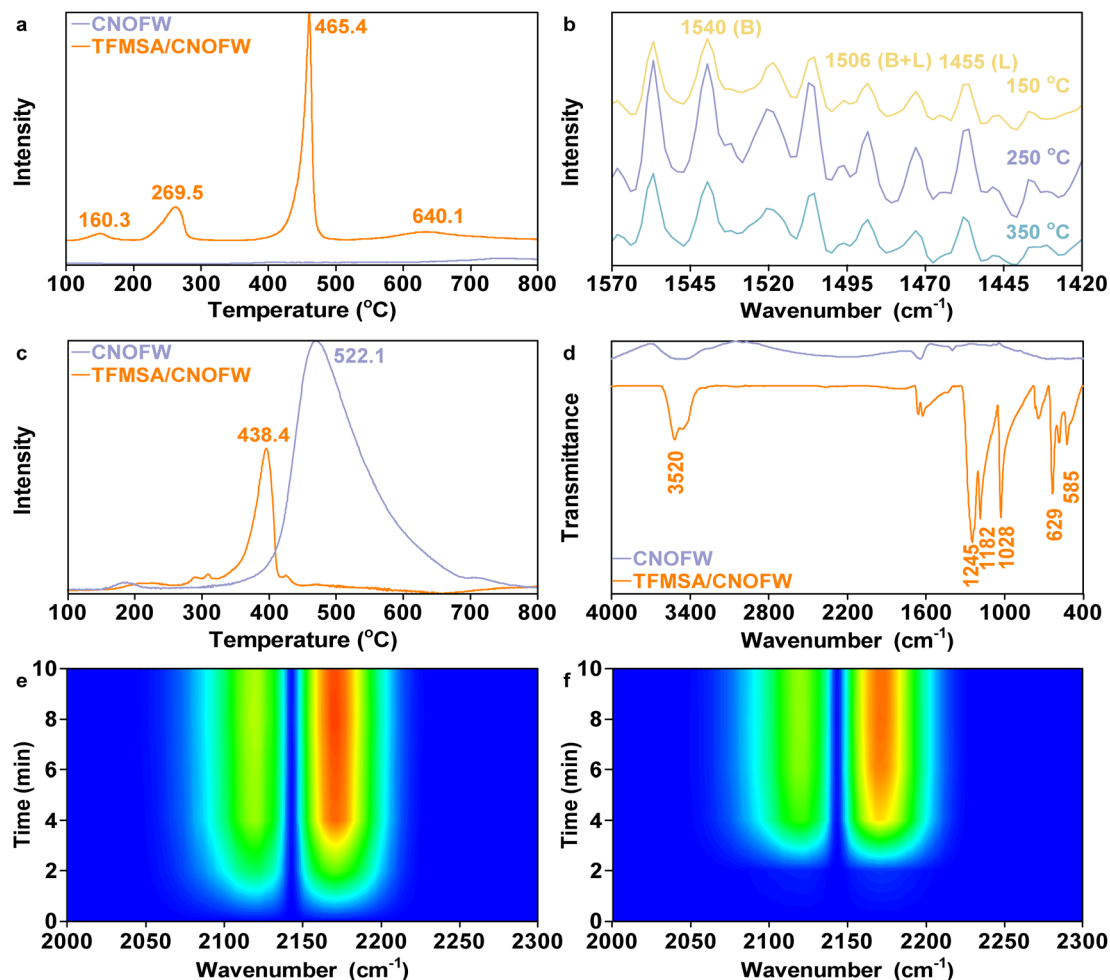 a
CNOFW
TFMSA/CNOFW
465.4
269.5
160.3
640.1
Intensity
100 200 300 400 500 600 700 800
Temperature (°C)
b
1540 (B)
1506 (B+L) 1455 (L)
150 °C
250 °C
350 °C
Intensity
1570 1545 1520 1495 1470 1445 1420
Wavenumber (cm⁻¹)
c
CNOFW
TFMSA/CNOFW
522.1
438.4
Intensity
100 200 300 400 500 600 700 800
Temperature (°C)
d
3520
1245
1182
1028
629
585
CNOFW
TFMSA/CNOFW
Transmittance
4000 3400 2800 2200 1600 1000 400
Wavenumber (cm⁻¹)
e
10
8
6
4
2
0
Time (min)
2000 2050 2100 2150 2200 2250 2300
Wavenumber (cm⁻¹)
f
10
8
6
4
2
0
Time (min)
2000 2050 2100 2150 2200 2250 2300
Wavenumber (cm⁻¹)